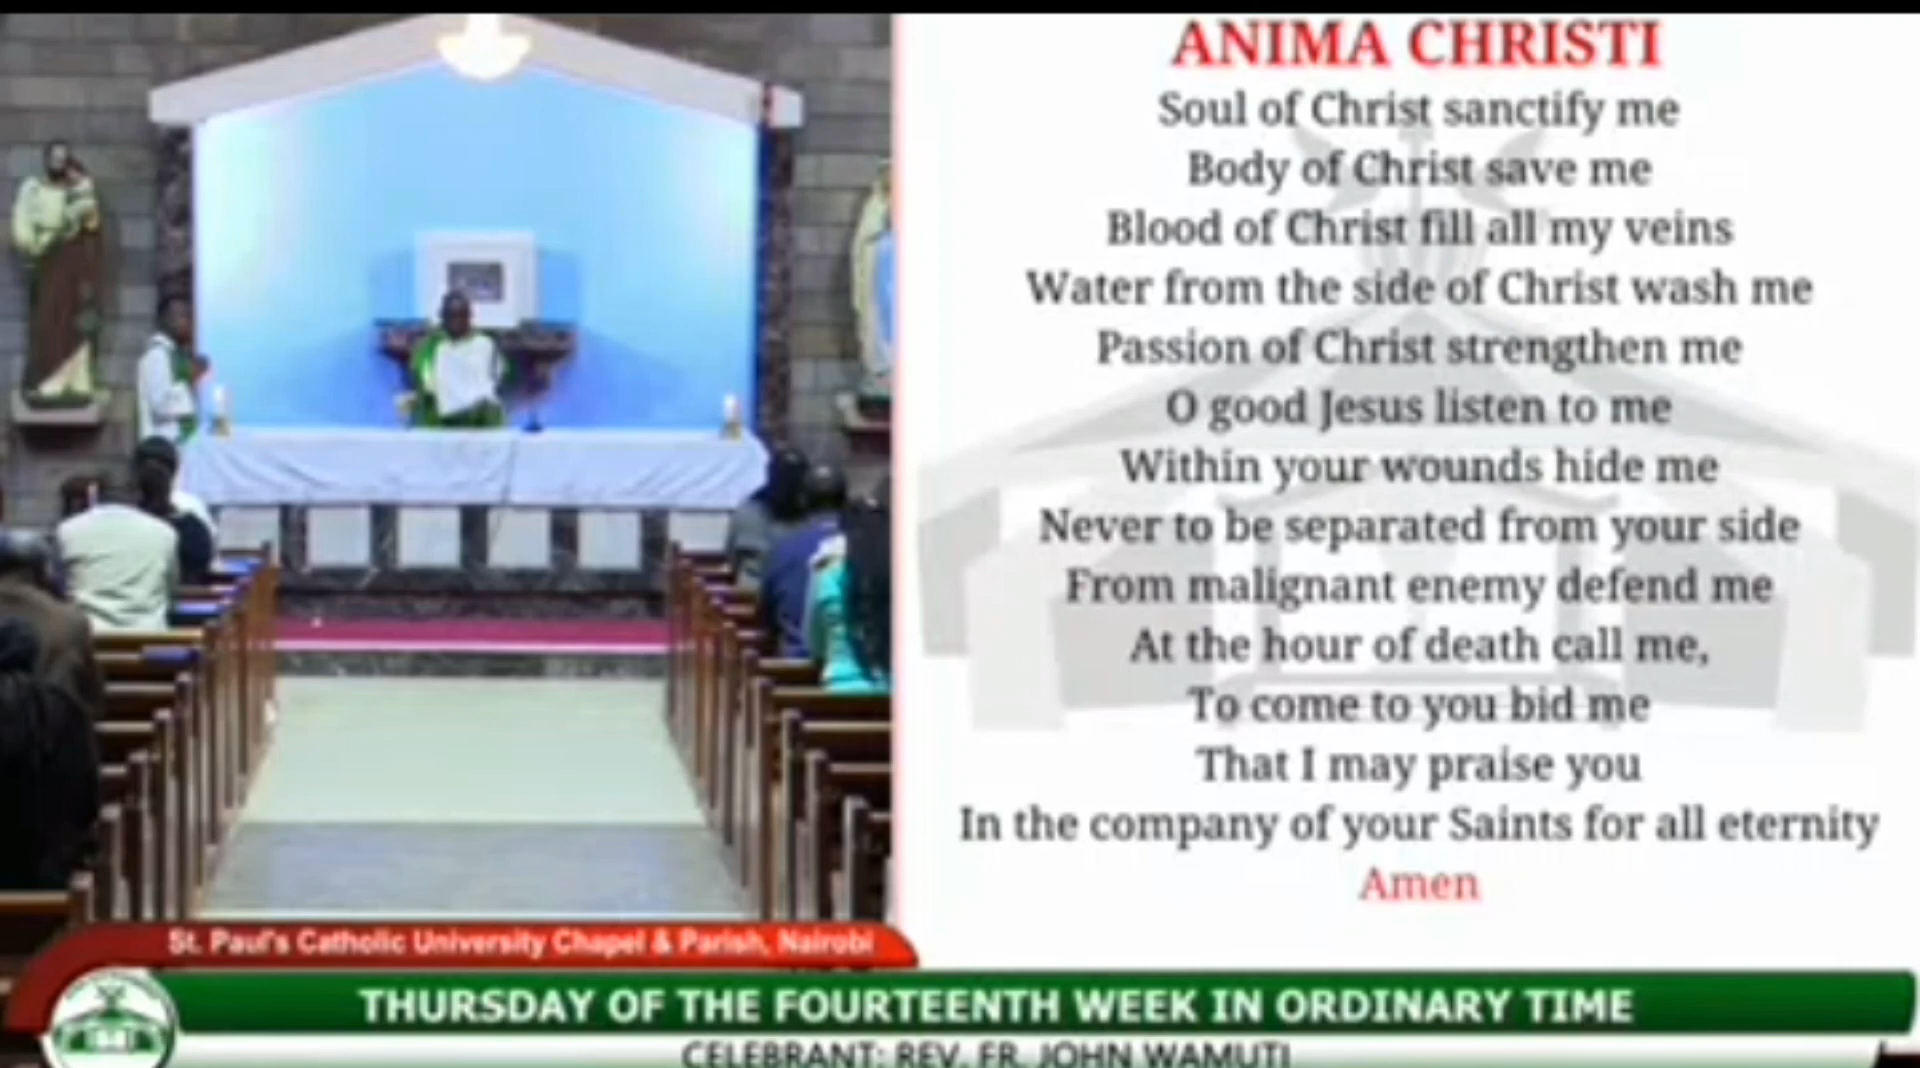 ANIMA CHRISTI
Soul of Christ sanctify me
Body of Christ save me
Blood of Christ fill all my veins
Water from the side of Christ wash me
Passion of Christ strengthen me
O good Jesus listen to me
Within your wounds hide me
Never to be separated from your side
From malignant enemy defend me
At the hour of death call me,
To come to you bid me
That I may praise you
In the company of your Saints for all eternity
Amen
St. Paul's Catholic University Chapel & Parish, Nairobi
THURSDAY OF THE FOURTEENTH WEEK IN ORDINARY TIME
CELEBRANT: REV. FR. JOHN WAMUTI